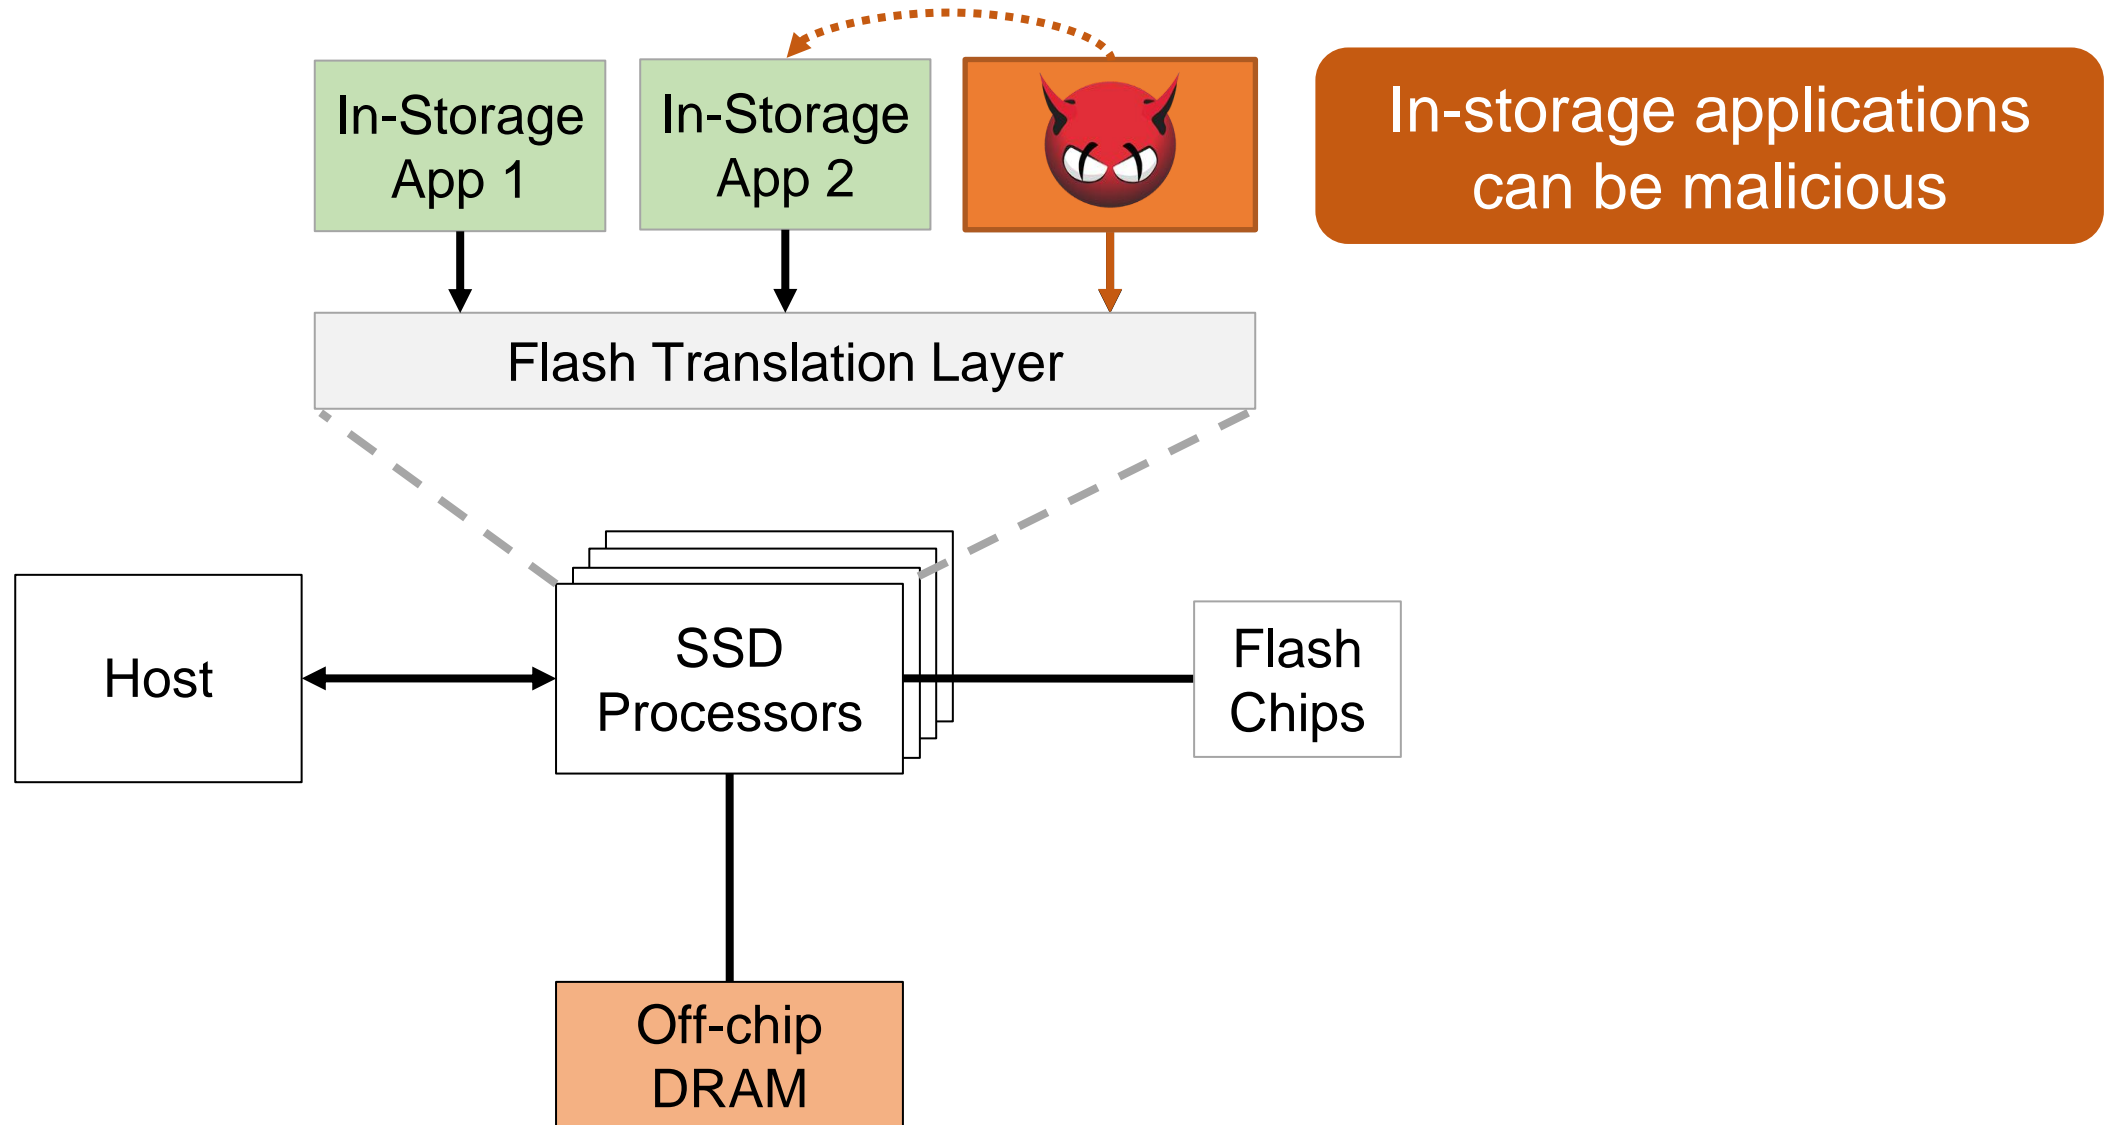 In-Storage
App 1
In-Storage
App 2
In-storage applications
can be malicious
Flash Translation Layer
Host
SSD
Processors
Flash
Chips
Off-chip
DRAM